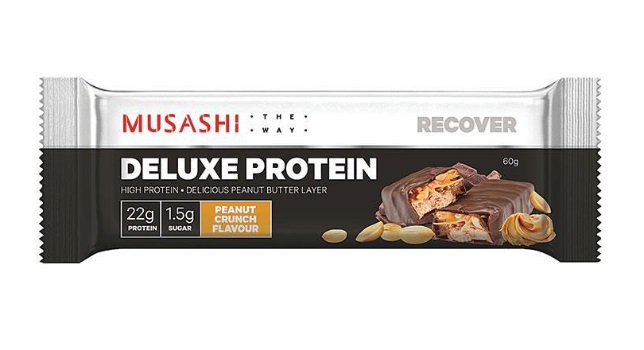 MUSASHI · THE · WAY ·
RECOVER
DELUXE PROTEIN
60g
HIGH PROTEIN • DELICIOUS PEANUT BUTTER LAYER
22g PROTEIN
1.5g SUGAR
PEANUT
CRUNCH
FLAVOUR